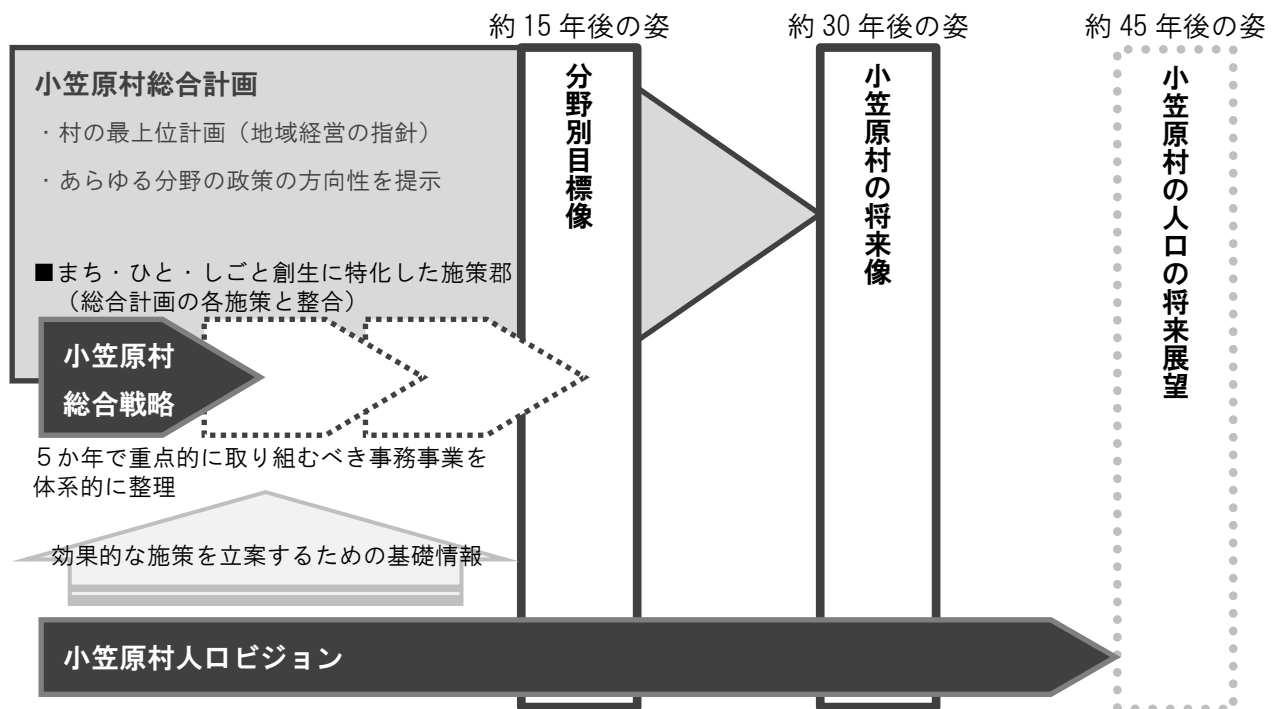 約 15 年後の姿
約 30 年後の姿
約 45 年後の姿
小笠原村総合計画
・村の最上位計画（地域経営の指針）
・あらゆる分野の政策の方向性を提示
■まち・ひと・しごと創生に特化した施策郡
（総合計画の各施策と整合）
小笠原村
総合戦略
５か年で重点的に取り組むべき事務事業を
体系的に整理
効果的な施策を立案するための基礎情報
小笠原村人口ビジョン
分野別目標像
小笠原村の将来像
小笠原村の人口の将来展望